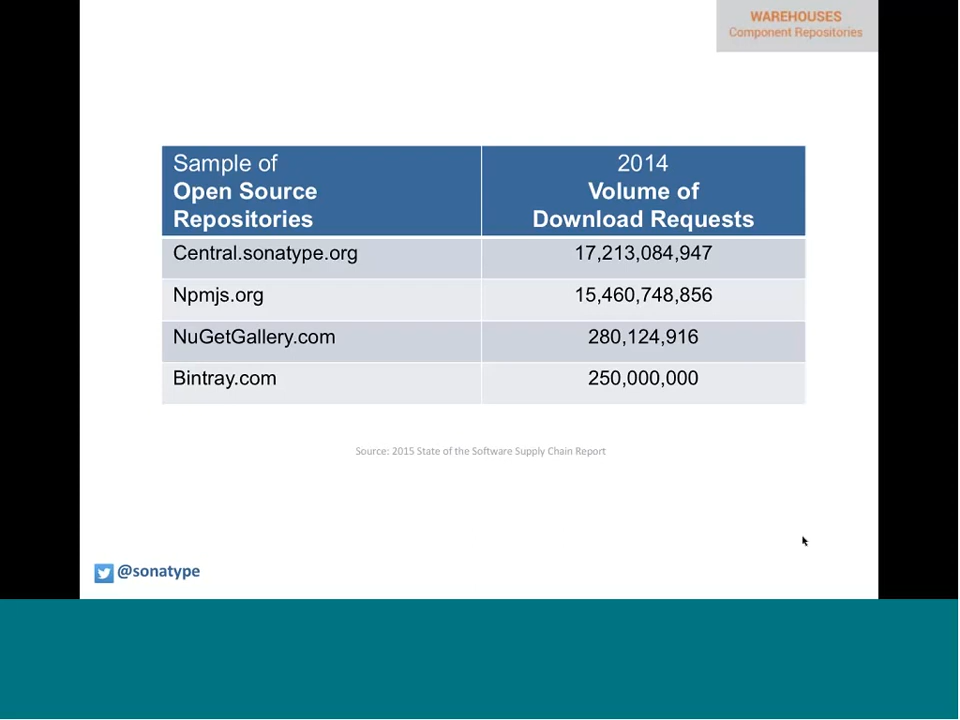 WAREHOUSES
Component Repositories
Sample of 2014
Open Source Volume of
Repositories Download Requests
Central.sonatype.org 17,213,084,947
Npmjs.org 15,460,748,856
NuGetGallery.com 280,124,916
Bintray.com 250,000,000
Source: 2015 State of the Software Supply Chain Report
@sonatype